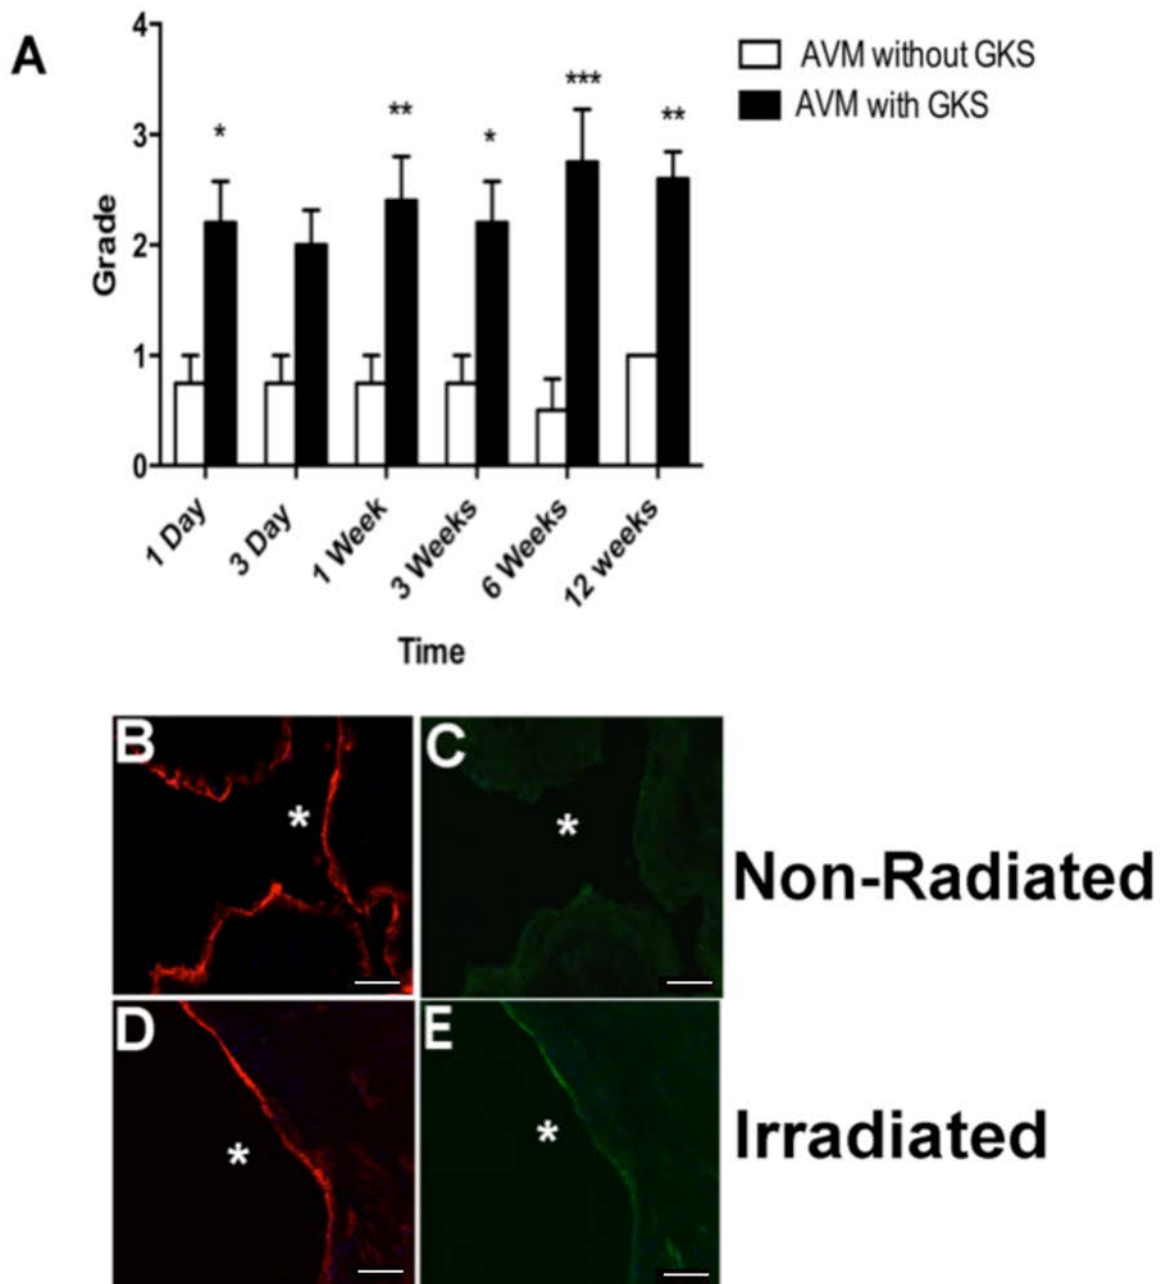 A
AVM without GKS
AVM with GKS
4
3
2
1
0
Grade
*
**
*
***
**
1 Day
3 Day
1 Week
3 Weeks
6 Weeks
12 weeks
Time
B
*
C
*
Non-Radiated
D
*
E
*
Irradiated